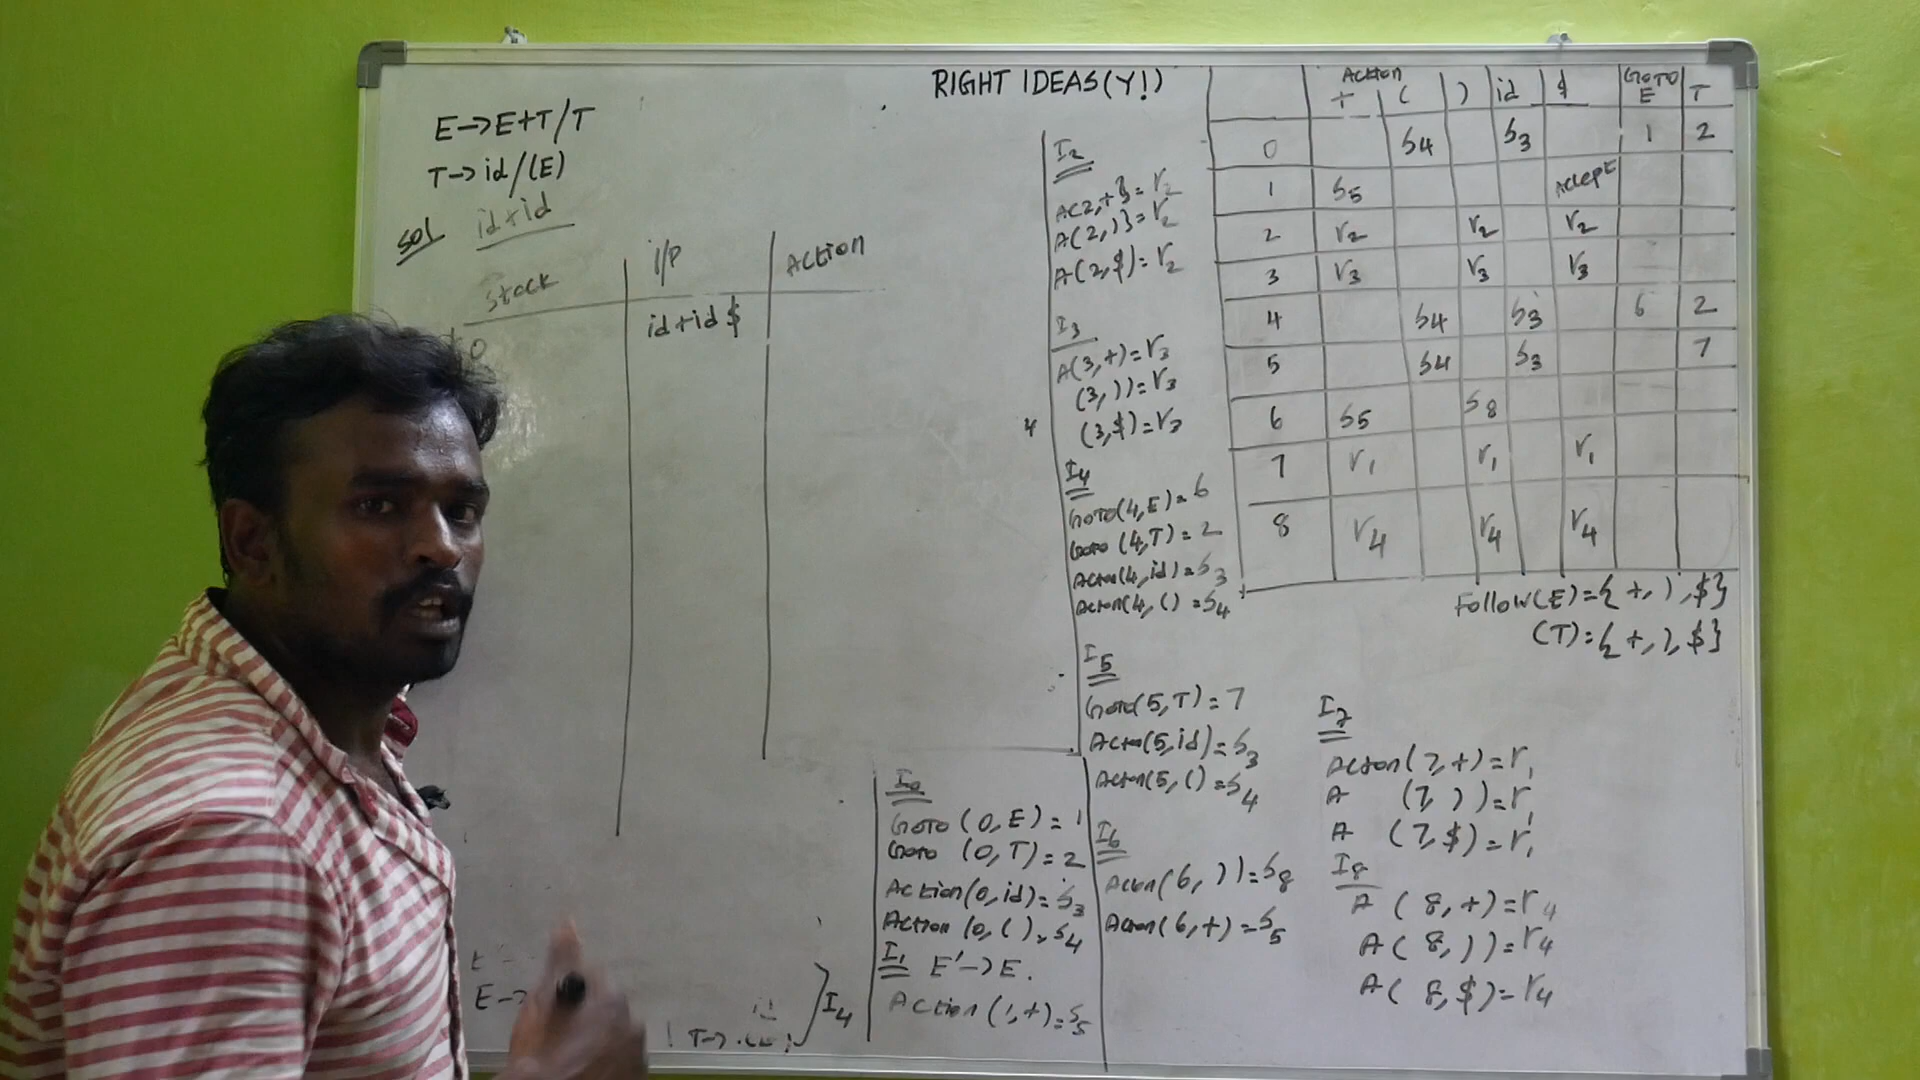 RIGHT IDEAS(Y!)
E->E+T/T
T->id/(E)
Sol id+id
Stack I/P Action
0 id+id$
I2
A(2,+}=r2
A(2,)}=r2
A(2,$)=r2
I3
A(3,+)=r3
(3,))=r3
4 (3,$)=r3
I4
Goto(4,E)=6
Goto (4,T)=2
Action(4,id)=S3
Action(4,()=S4
I5
Goto(5,T)=7
Action(5,id)=S3
Action(5,()=S4
I6
Action(6,))=S8
Action(6,+)=S5
Action GOTO
+ ( ) id $ E T
0 S4 S3 1 2
1 S5 Accept
2 r2 r2 r2
3 r3 r3 r3
4 S4 S3 6 2
5 S4 S3 7
6 S5 S8
7 r1 r1 r1
8 r4 r4 r4
Follow(E)={+,),$}
(T)={+,),$}
I7
Action(7,+)=r1
A (7,))=r1
A (7,$)=r1
I8
A (8,+)=r4
A( 8,))=r4
A( 8,$)=r4
I0
Goto (0,E)=1
Goto (0,T)=2
Action(0,id)=S3
Action (0,()=S4
I1 E'->E.
Action(1,+)=S5
E->
}I4